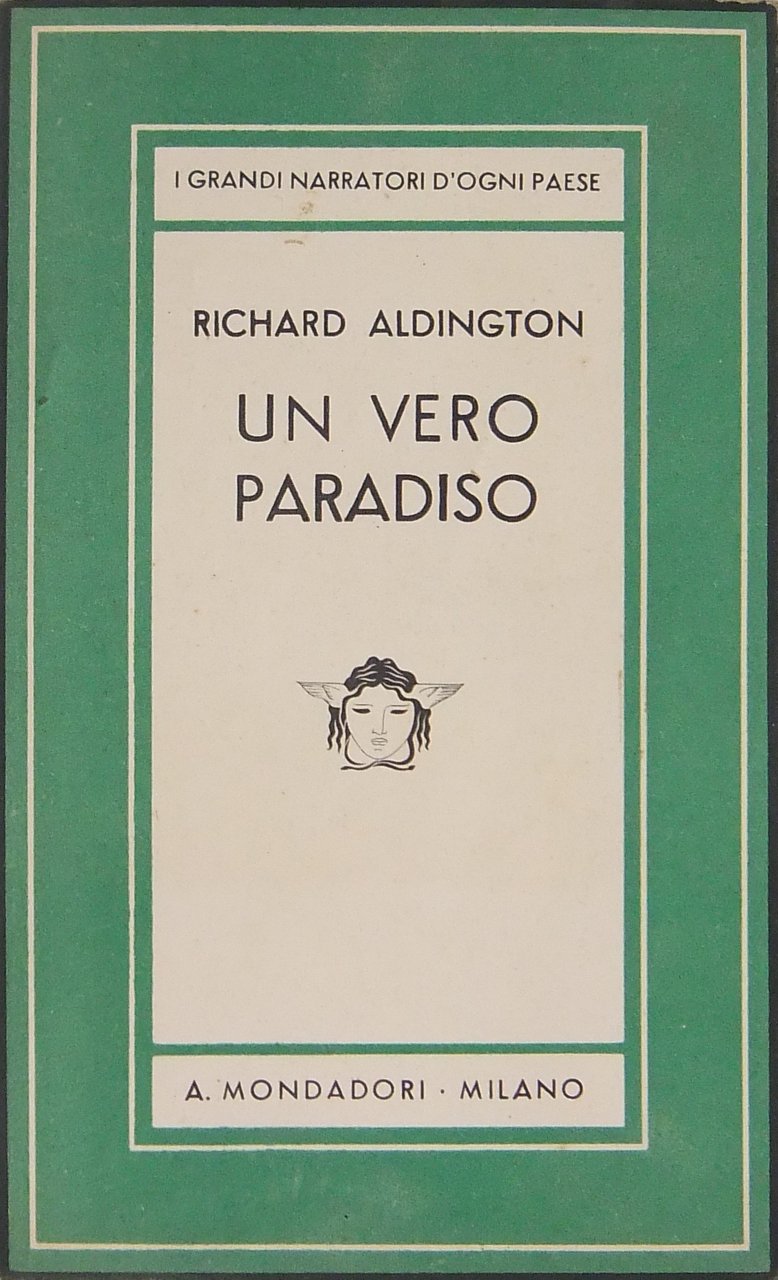 I GRANDI NARRATORI D'OGNI PAESE
RICHARD ALDINGTON
UN VERO
PARADISO
A. MONDADORI · MILANO